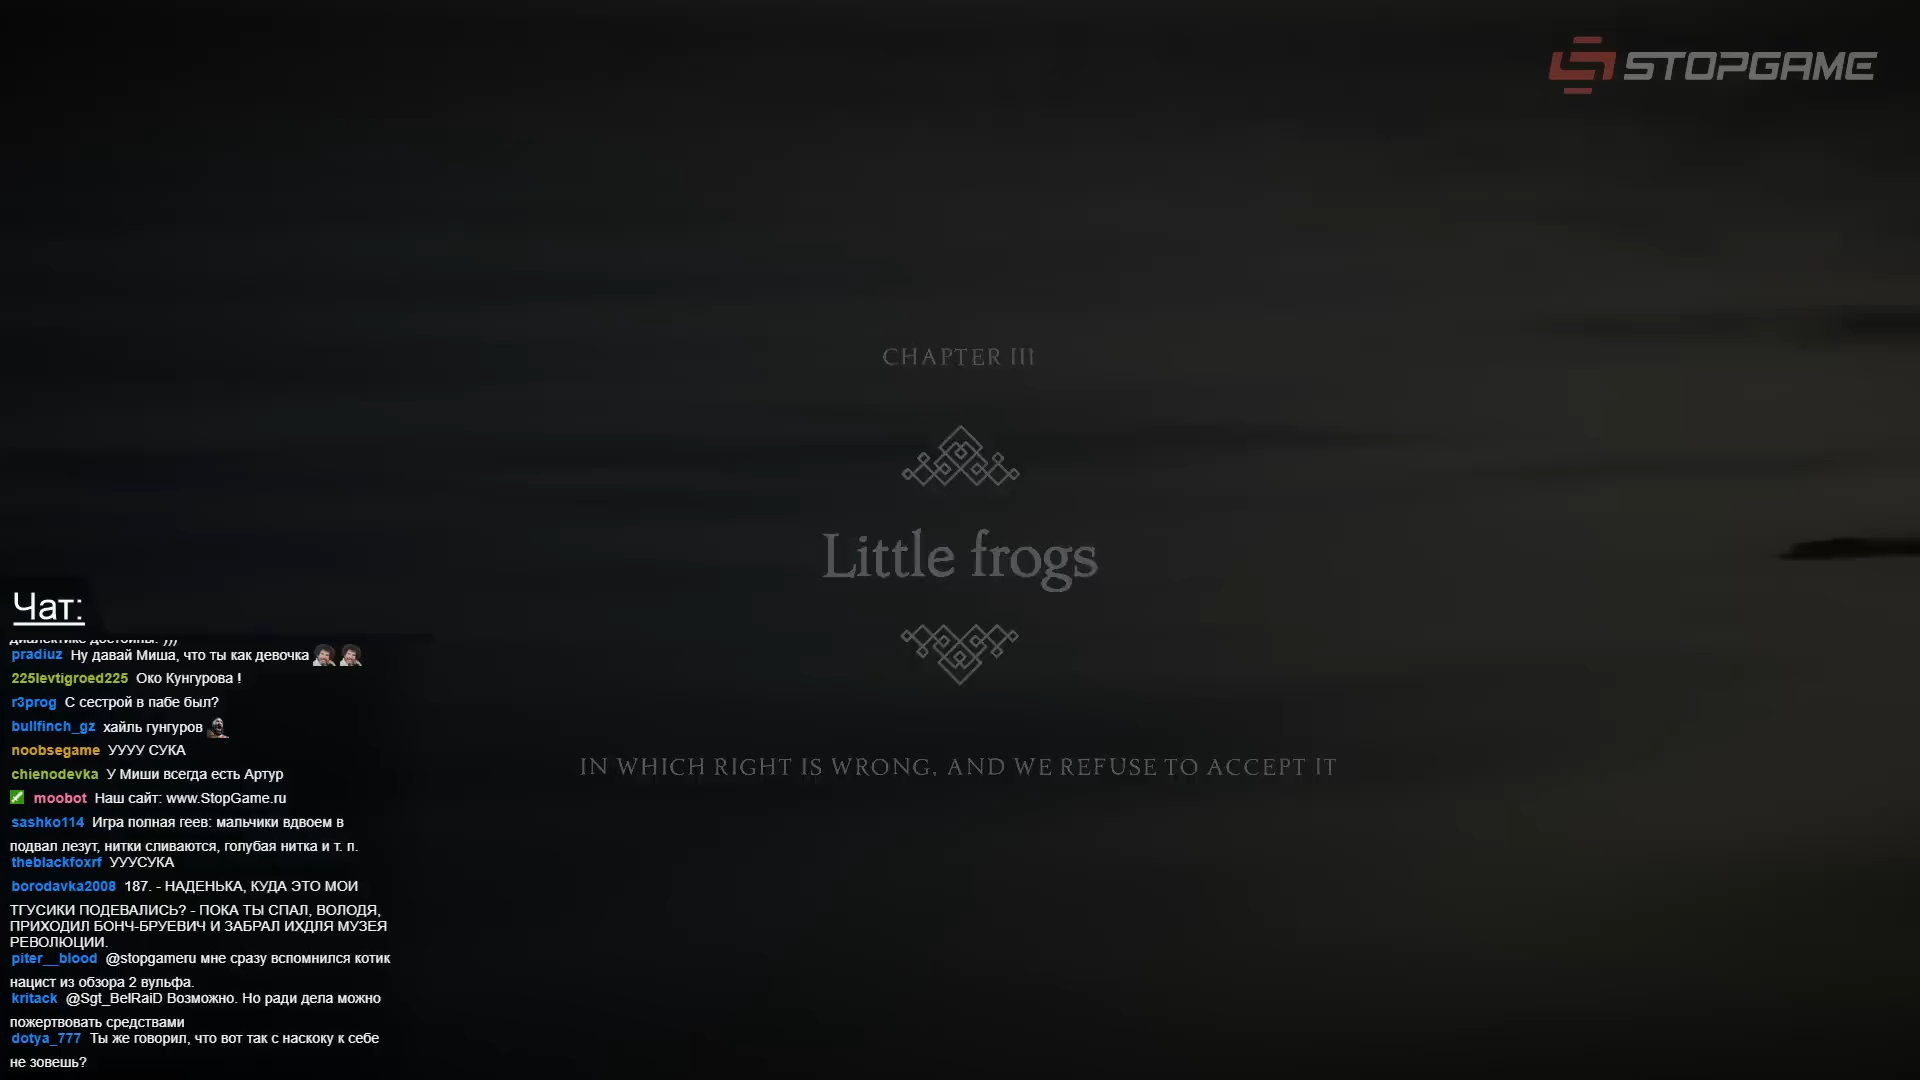 STOPGAME
CHAPTER III
Little frogs
IN WHICH RIGHT IS WRONG, AND WE REFUSE TO ACCEPT IT
Чат:
диалектике достойны. )))
pradiuz Ну давай Миша, что ты как девочка
225levtigroed225 Око Кунгурова !
r3prog С сестрой в пабе был?
bullfinch_gz хайль гунгуров
noobsegame УУУУ СУКА
chienodevka У Миши всегда есть Артур
moobot Наш сайт: www.StopGame.ru
sashko114 Игра полная геев: мальчики вдвоем в
подвал лезут, нитки сливаются, голубая нитка и т. п.
theblackfoxrf УУУСУКА
borodavka2008 187. - НАДЕНЬКА, КУДА ЭТО МОИ
ТГУСИКИ ПОДЕВАЛИСЬ? - ПОКА ТЫ СПАЛ, ВОЛОДЯ,
ПРИХОДИЛ БОНЧ-БРУЕВИЧ И ЗАБРАЛ ИХДЛЯ МУЗЕЯ
РЕВОЛЮЦИИ.
piter__blood @stopgameru мне сразу вспомнился котик
нацист из обзора 2 вульфа.
kritack @Sgt_BelRaiD Возможно. Но ради дела можно
пожертвовать средствами
dotya_777 Ты же говорил, что вот так с наскоку к себе
не зовешь?